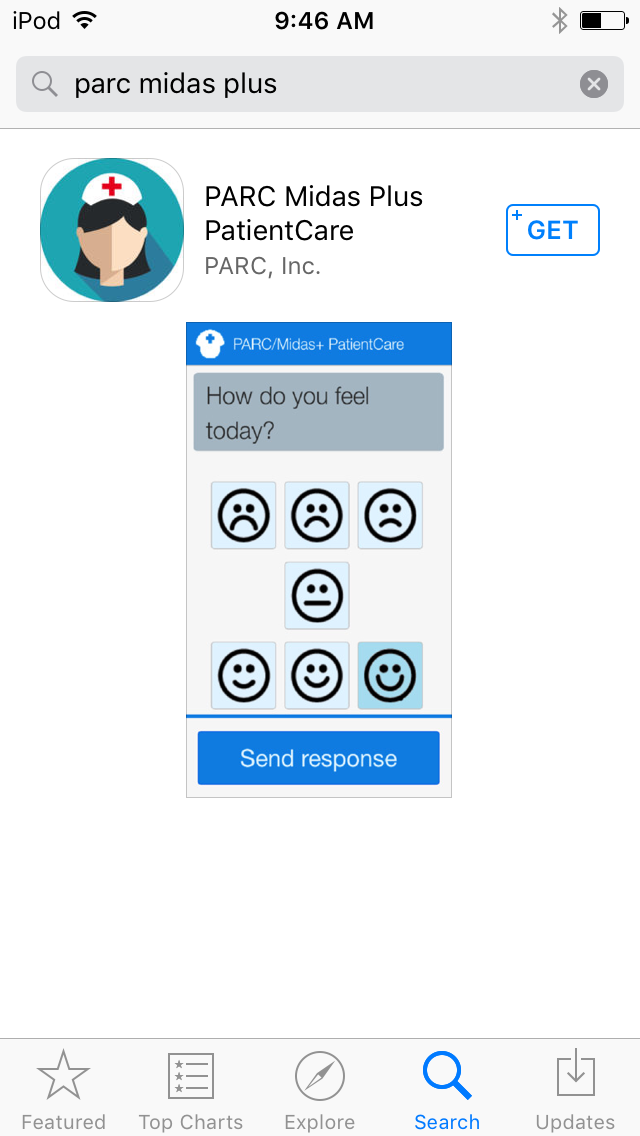 iPod 9:46 AM
parc midas plus
PARC Midas Plus
PatientCare
PARC, Inc.
+ GET
PARC/Midas+ PatientCare
How do you feel
today?
Send response
Featured Top Charts Explore Search Updates